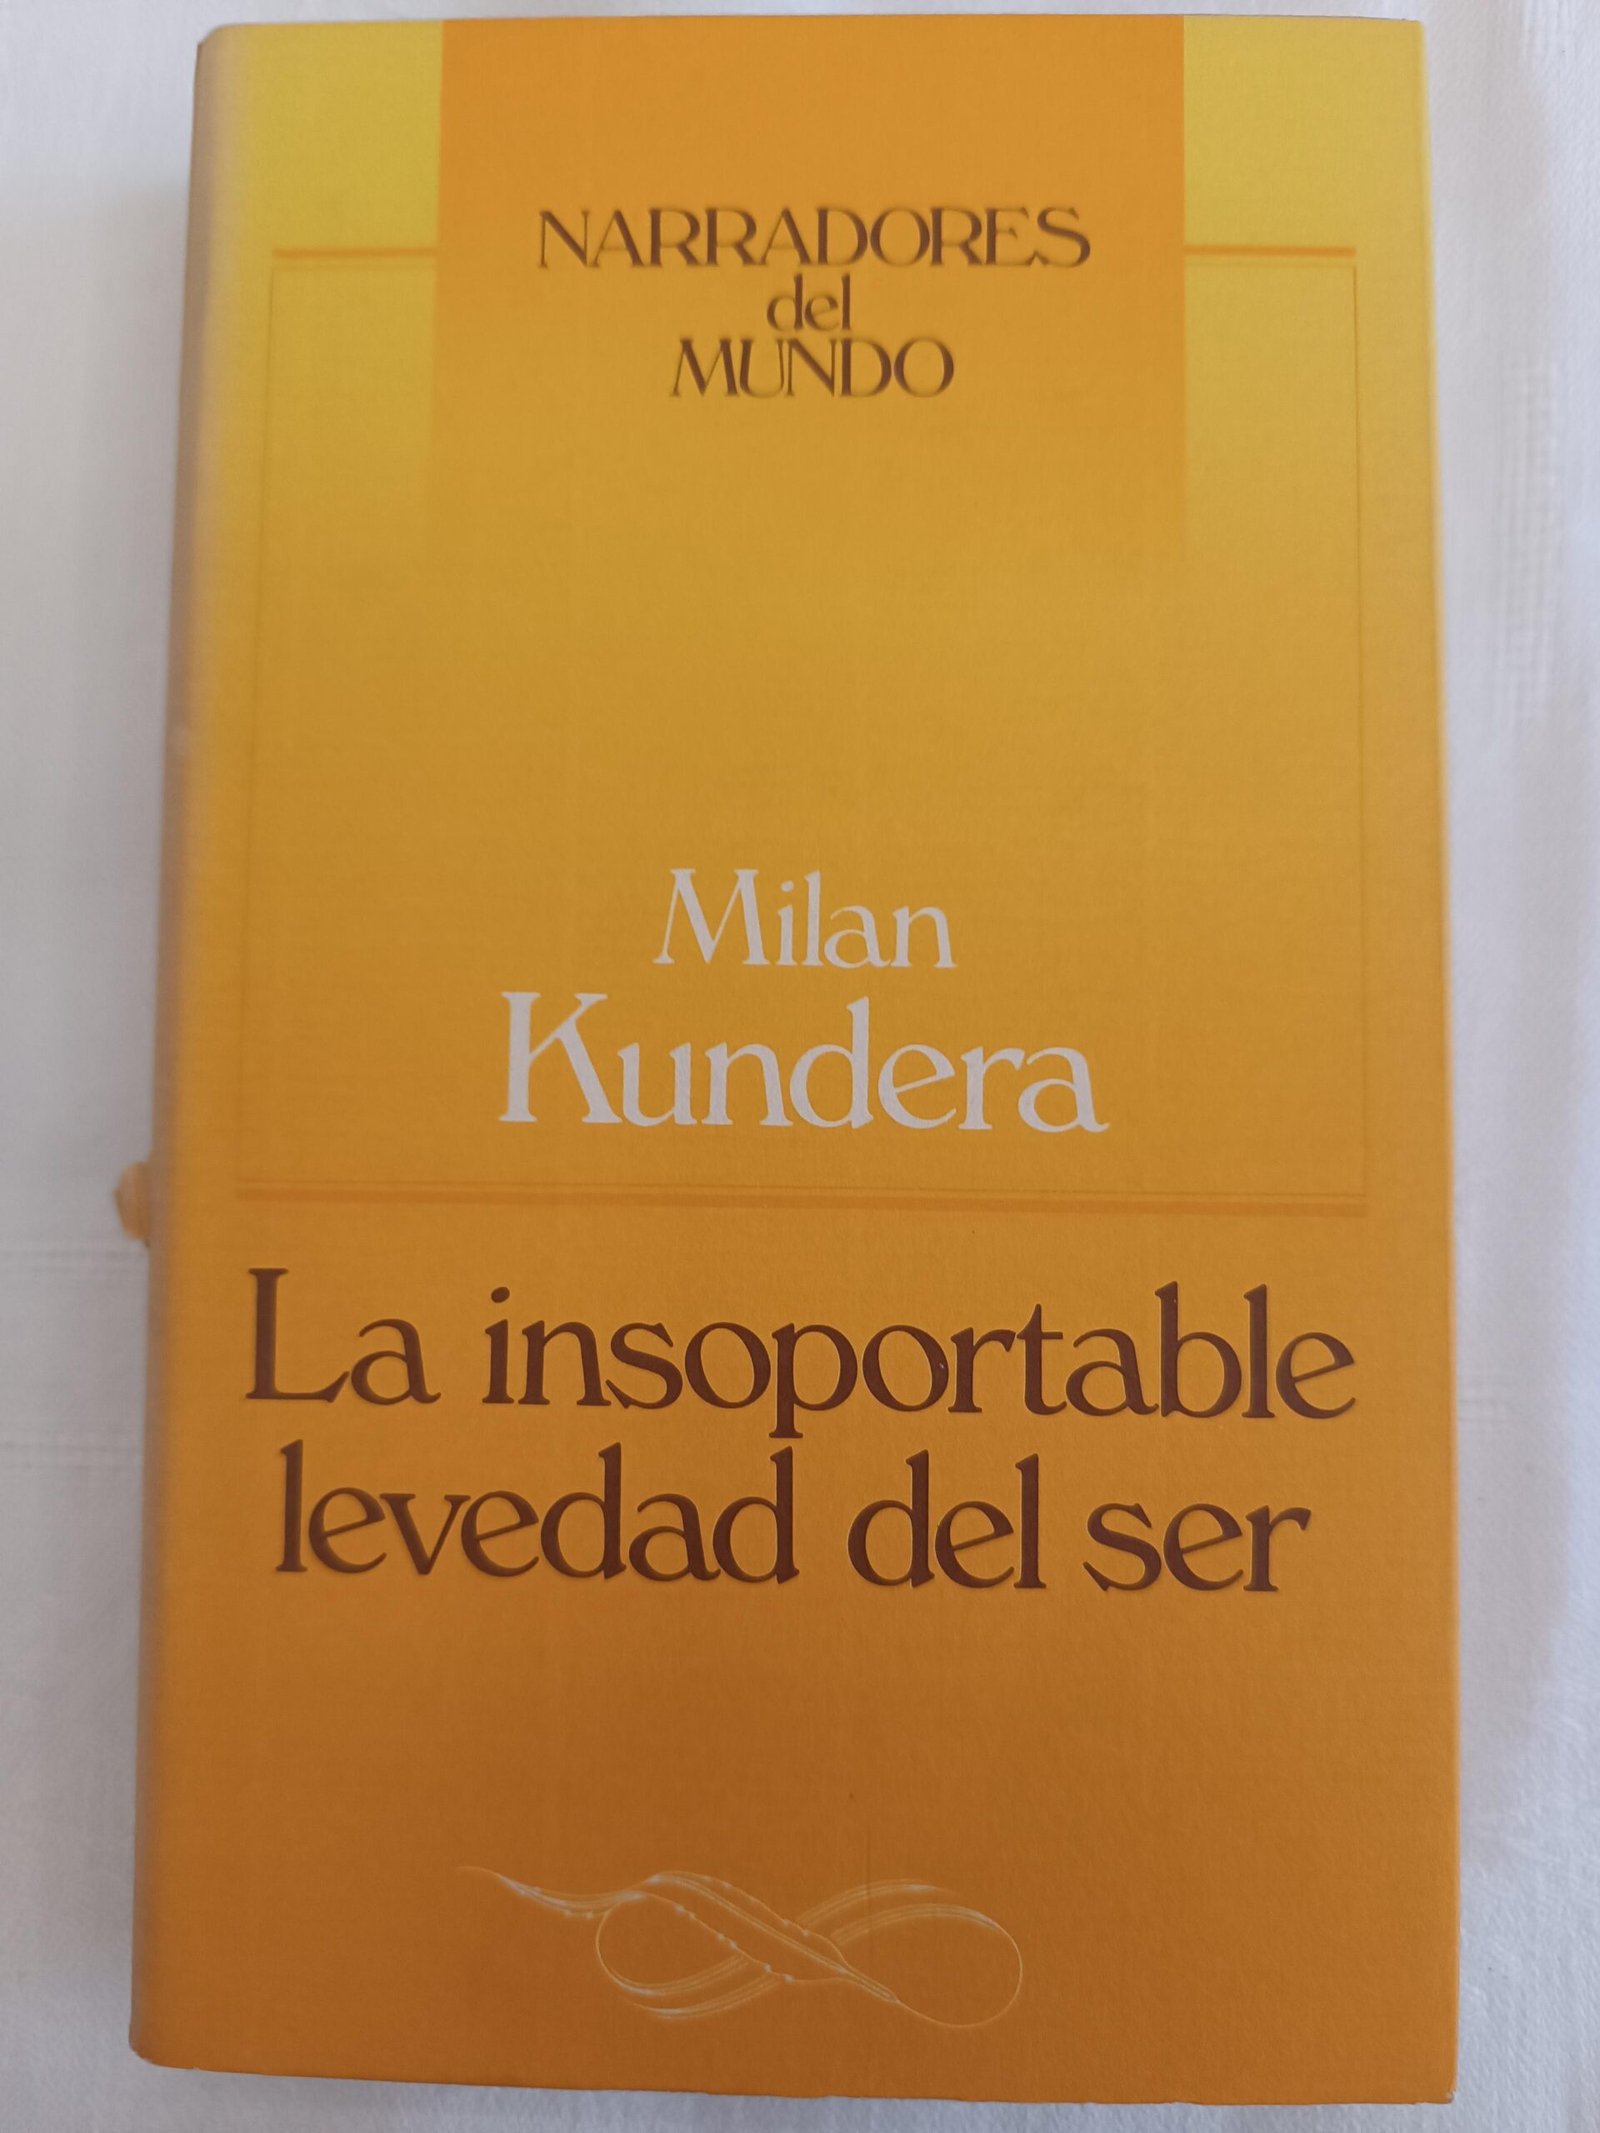 NARRADORES
del
MUNDO
Milan
Kundera
La insoportable
levedad del ser